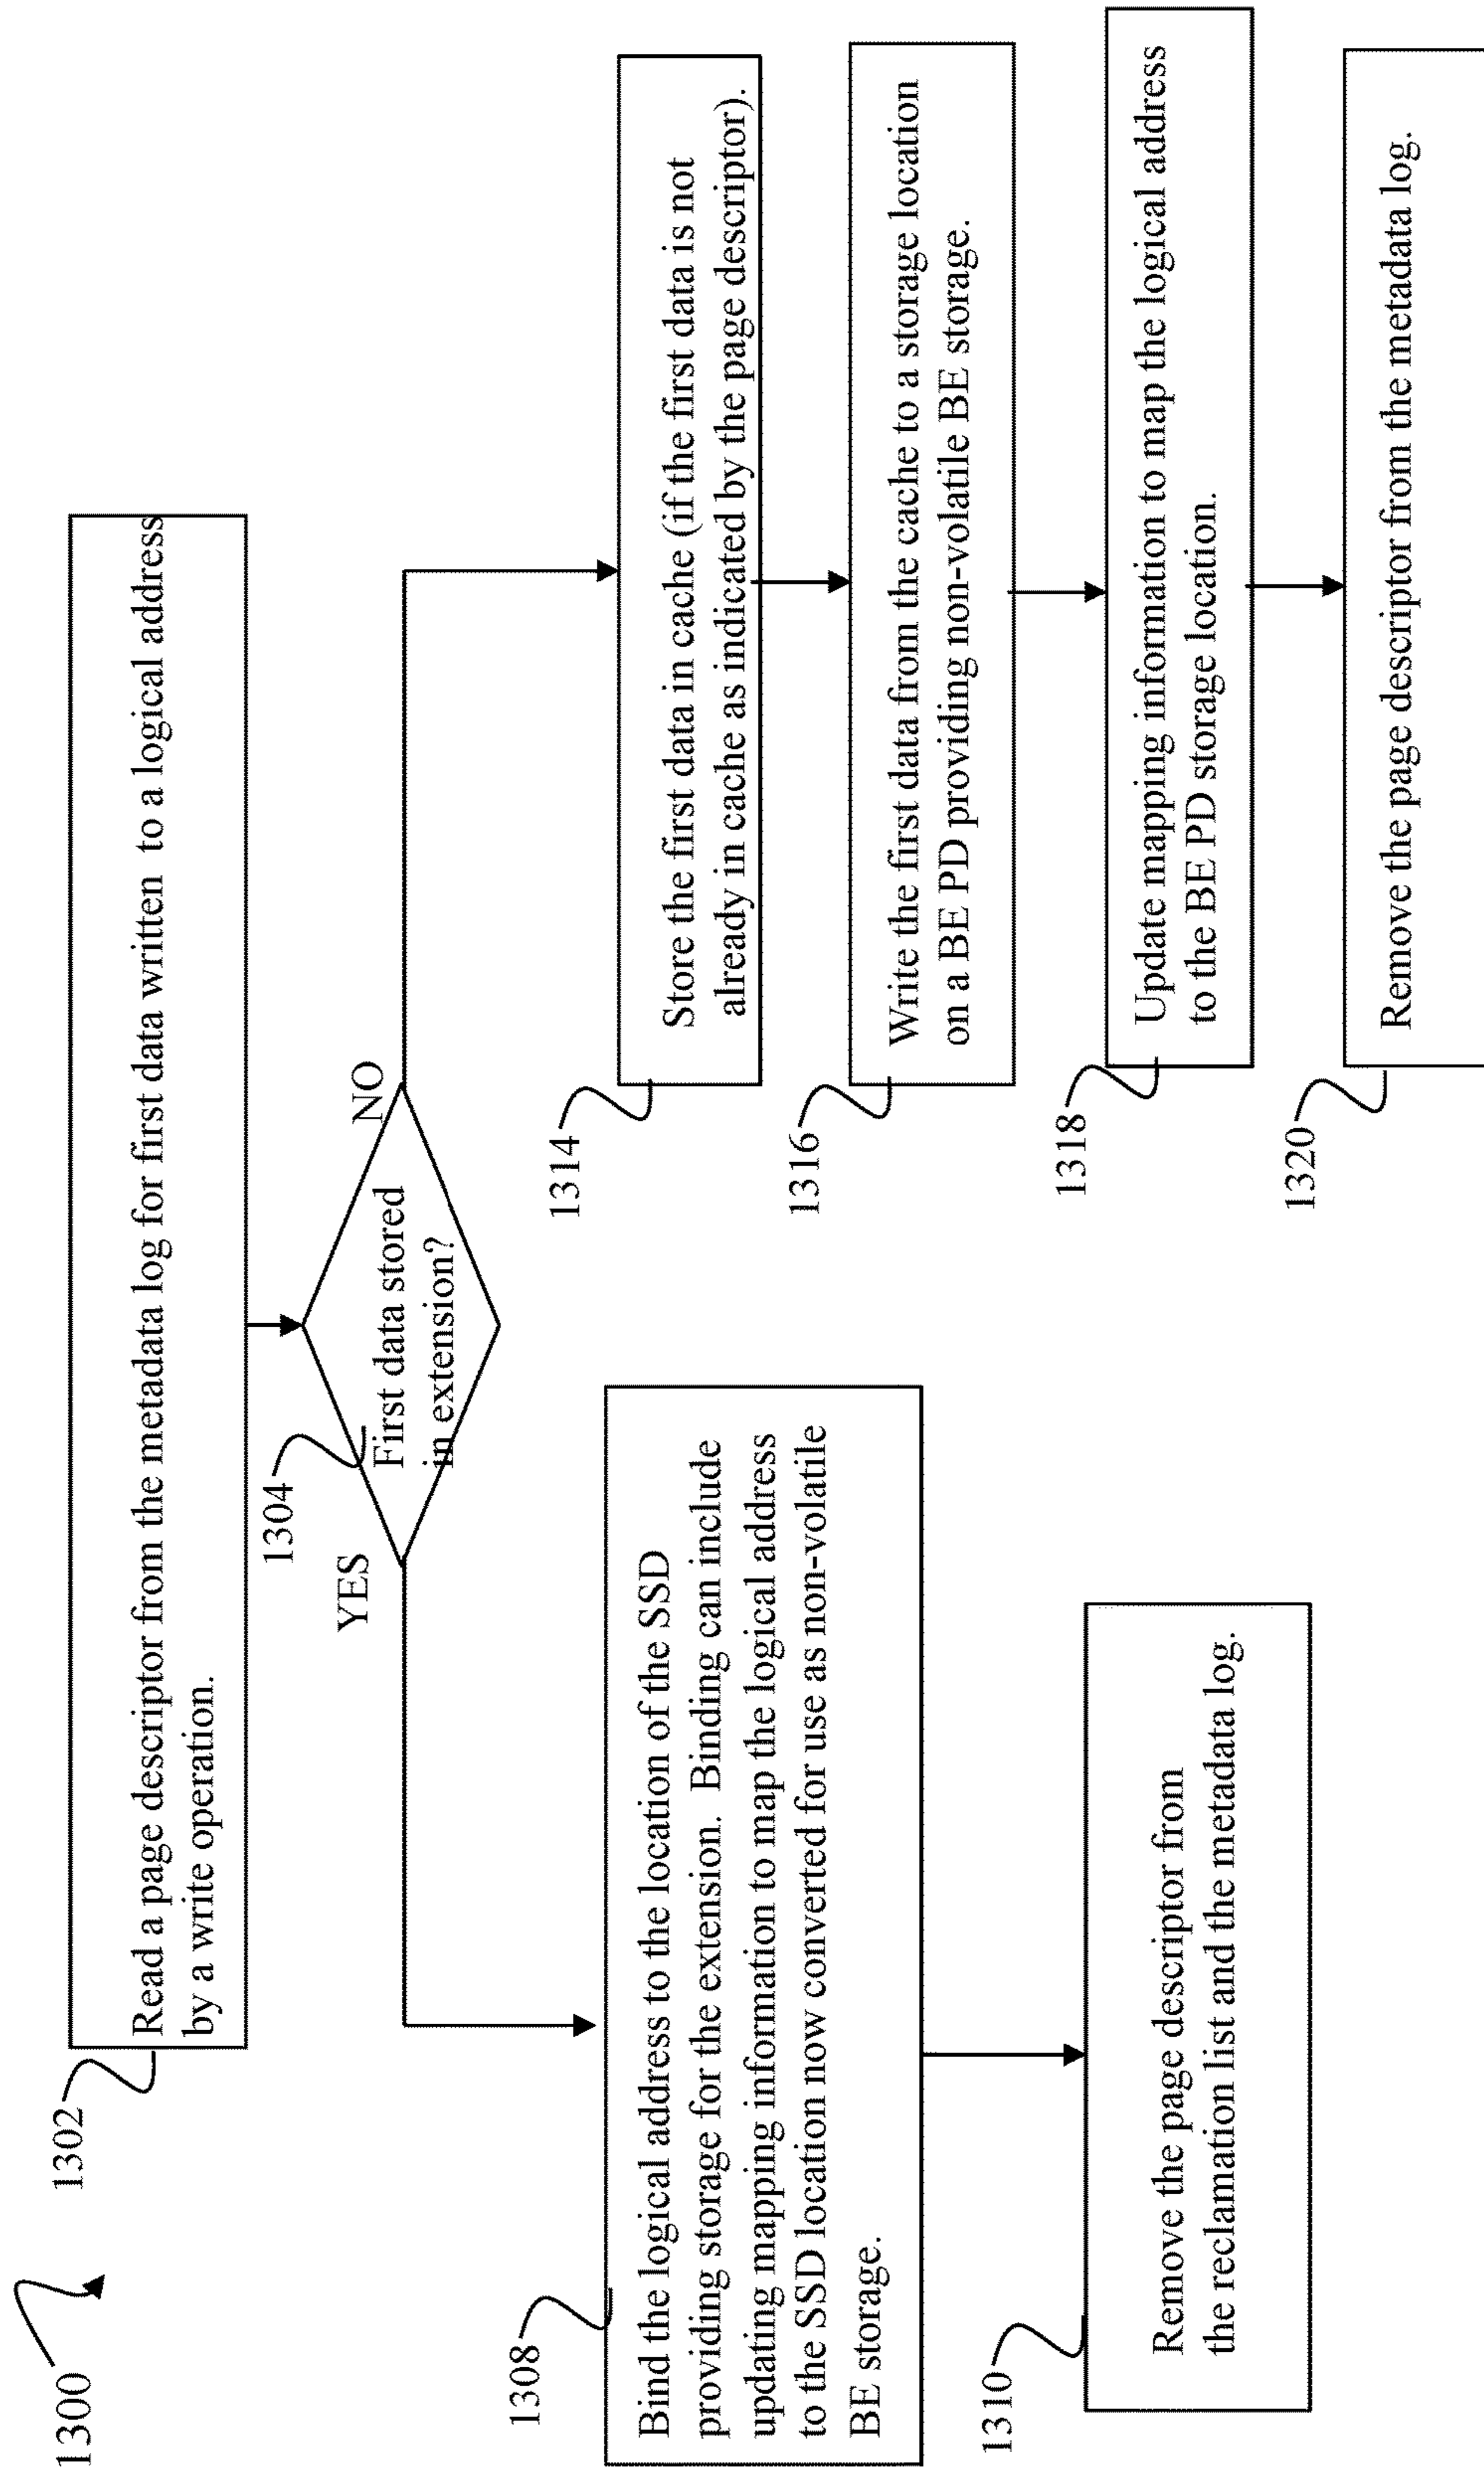 1300
1302
Read a page descriptor from the metadata log for first data written to a logical address
by a write operation.
1304
First data stored
in extension?
YES
NO
1308
Bind the logical address to the location of the SSD
providing storage for the extension. Binding can include
updating mapping information to map the logical address
to the SSD location now converted for use as non-volatile
BE storage.
1310
Remove the page descriptor from
the reclamation list and the metadata log.
1314
Store the first data in cache (if the first data is not
already in cache as indicated by the page descriptor).
1316
Write the first data from the cache to a storage location
on a BE PD providing non-volatile BE storage.
1318
Update mapping information to map the logical address
to the BE PD storage location.
1320
Remove the page descriptor from the metadata log.